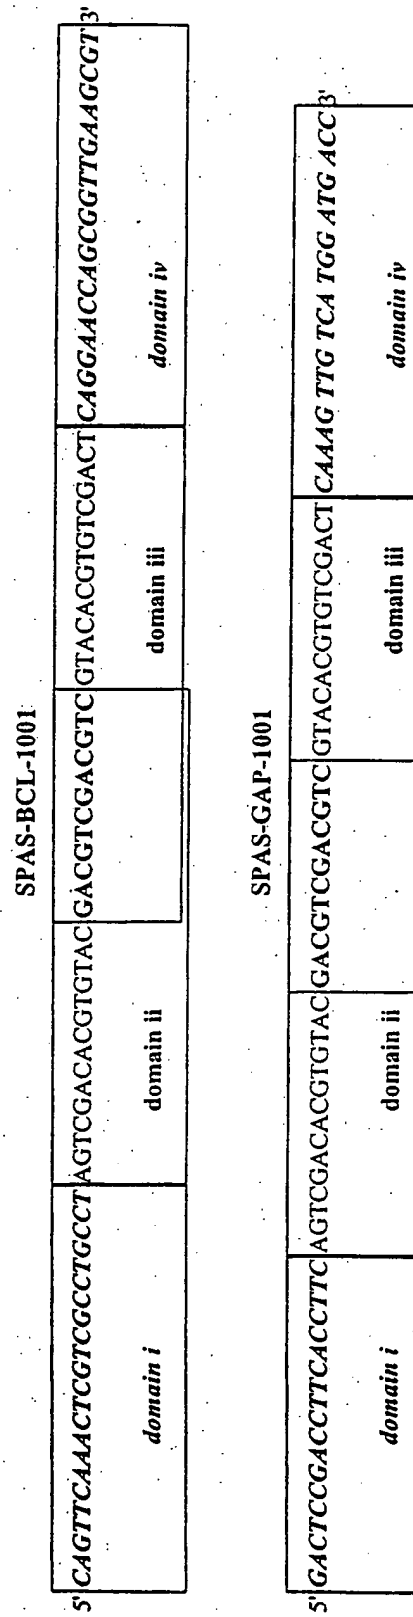 SPAS-BCL-1001
5' CAGTTCAAACTCGTCGCCTGCCT AGTCGACACGTGTAC GACGTCGACGTC GTACACGTGTCGACT CAGGAACCAGCGGTTGAAGCGT 3'
domain i domain ii domain iii domain iv
SPAS-GAP-1001
5' GACTCCGACCTTCACCTTC AGTCGACACGTGTAC GACGTCGACGTC GTACACGTGTCGACT CAAAG TTG TCA TGG ATG ACC 3'
domain i domain ii domain iii domain iv